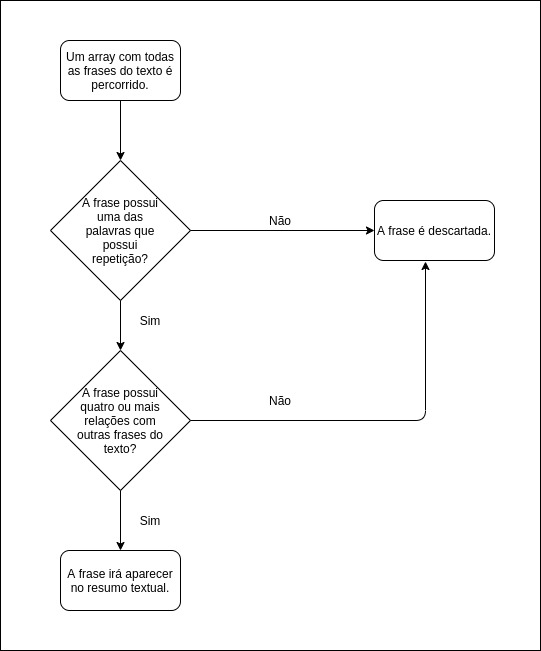 Um array com todas
as frases do texto é
percorrido.
A frase possui
uma das
palavras que
possui
repetição?
Não
A frase é descartada.
Sim
A frase possui
quatro ou mais
relações com
outras frases do
texto?
Não
Sim
A frase irá aparecer
no resumo textual.